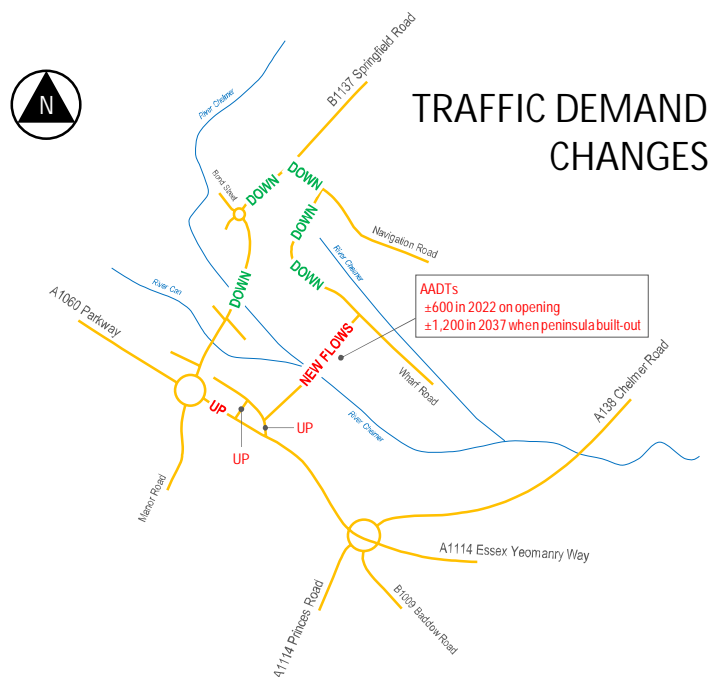 N
TRAFFIC DEMAND
CHANGES
B1137 Springfield Road
River Chelmer
Bond Street
DOWN
DOWN
DOWN
DOWN
DOWN
Navigation Road
River Chelmer
River Can
A1060 Parkway
AADTs
±600 in 2022 on opening
±1,200 in 2037 when peninsula built-out
NEW FLOWS
Wharf Road
A138 Chelmer Road
UP
UP
UP
River Chelmer
Manor Road
A1114 Essex Yeomanry Way
A1114 Princes Road
B1009 Baddow Road